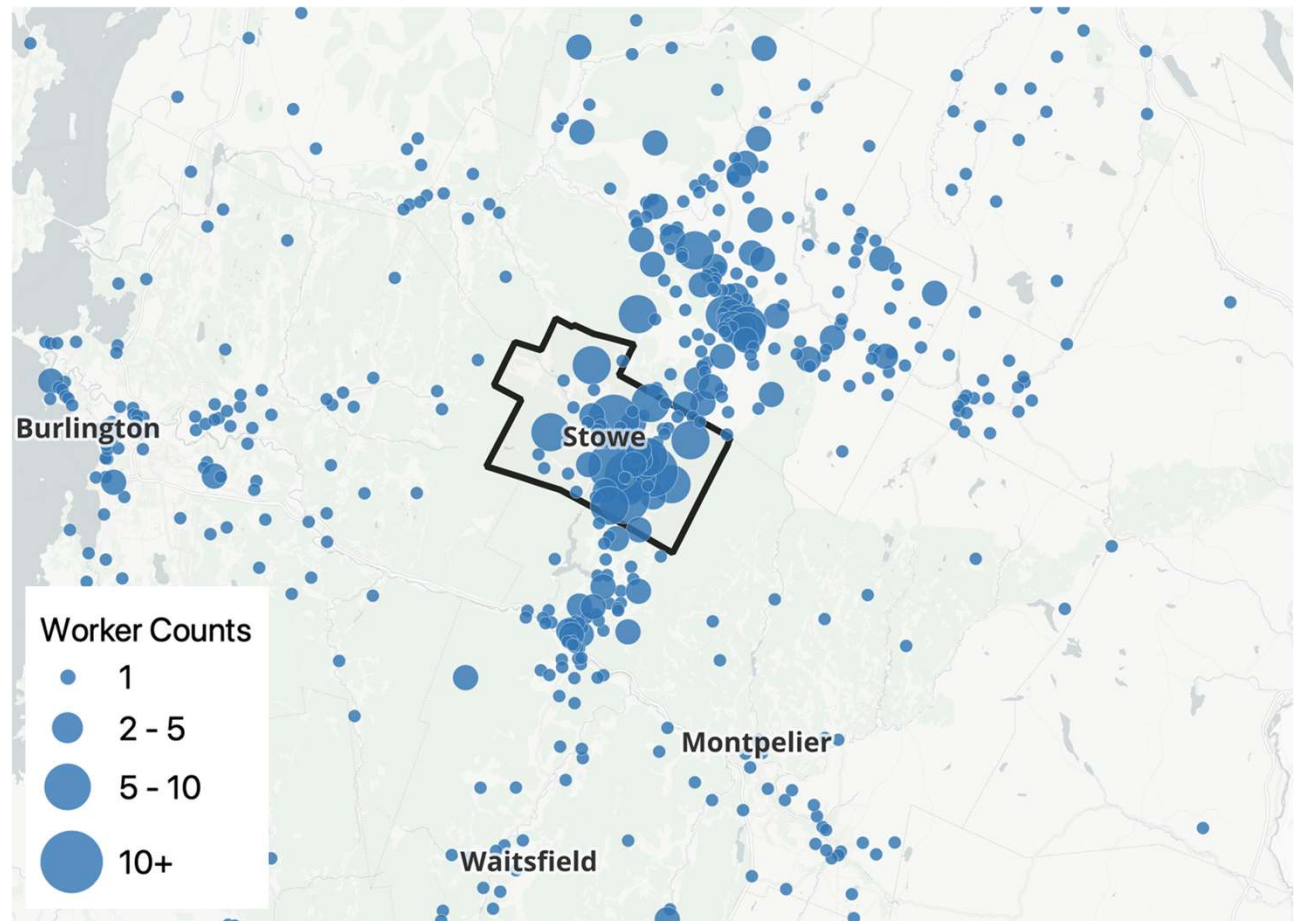 Burlington
Stowe
Worker Counts
1
2 - 5
5 - 10
10+
Montpelier
Waitsfield